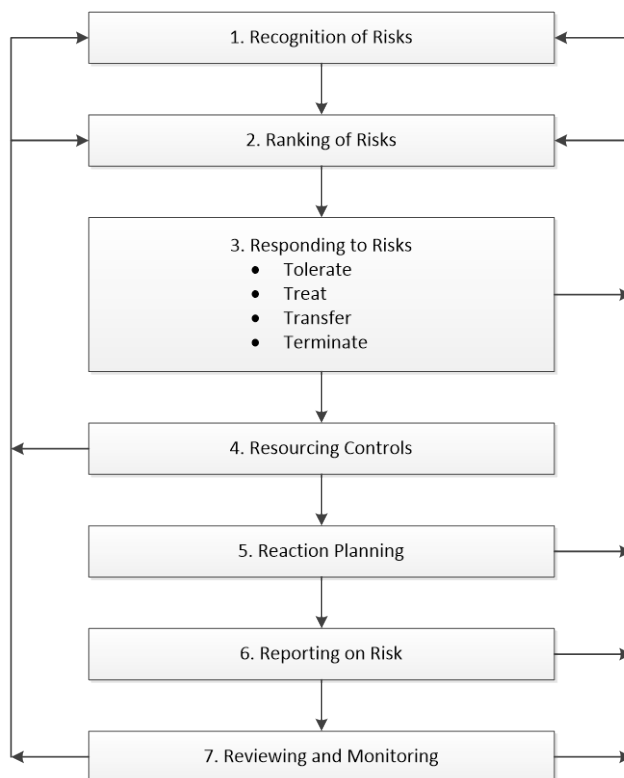 1. Recognition of Risks
2. Ranking of Risks
3. Responding to Risks
● Tolerate
● Treat
● Transfer
● Terminate
4. Resourcing Controls
5. Reaction Planning
6. Reporting on Risk
7. Reviewing and Monitoring